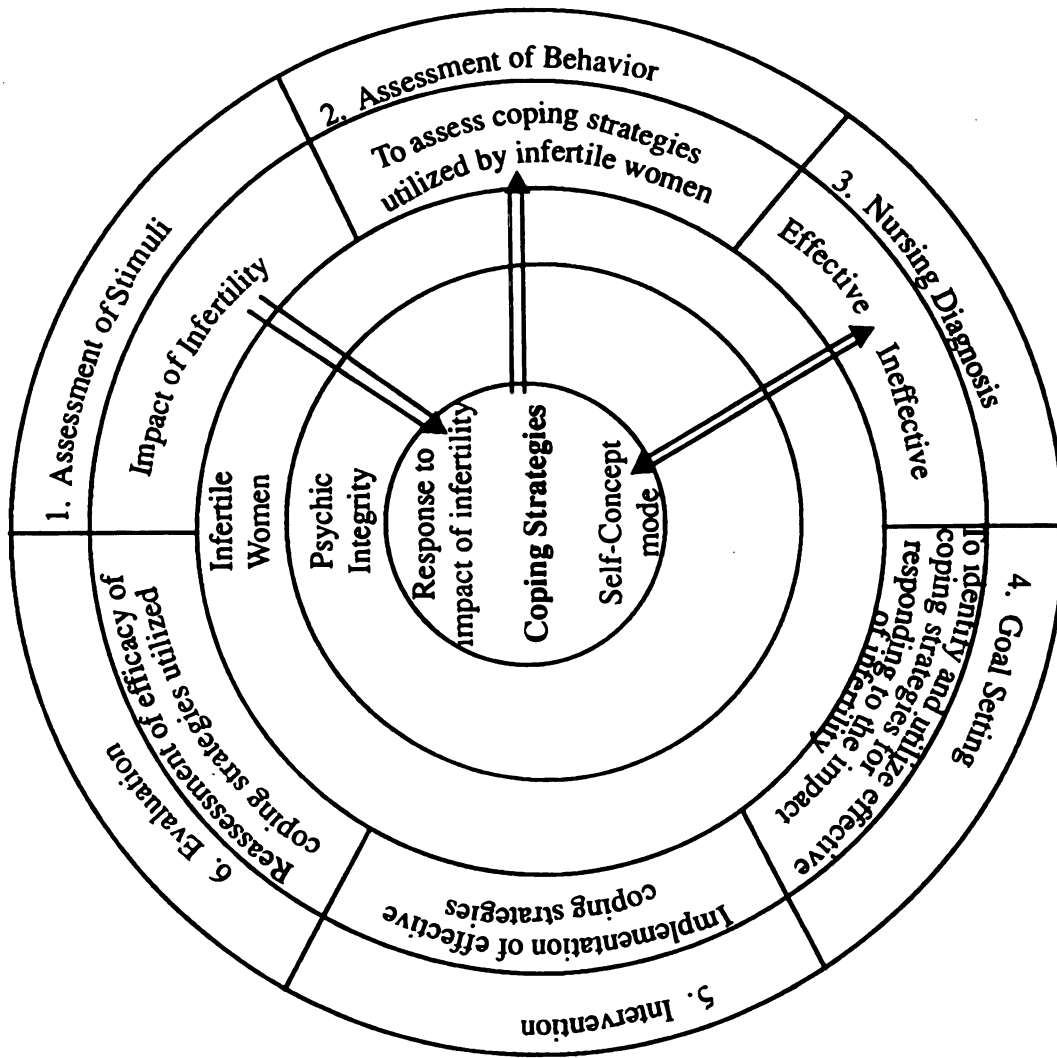 1. Assessment of Stimuli
Impact of Infertility
2. Assessment of Behavior
To assess coping strategies
utilized by infertile women
3. Nursing Diagnosis
Effective
Ineffective
4. Goal Setting
To identify and utilize effective
coping strategies for
responding to the impact
of infertility
5. Intervention
Implementation of effective
coping strategies
6. Evaluation
Reassessment of efficacy of
coping strategies utilized
Infertile
Women
Psychic
Integrity
Response to
impact of infertility
Coping Strategies
Self-Concept
mode